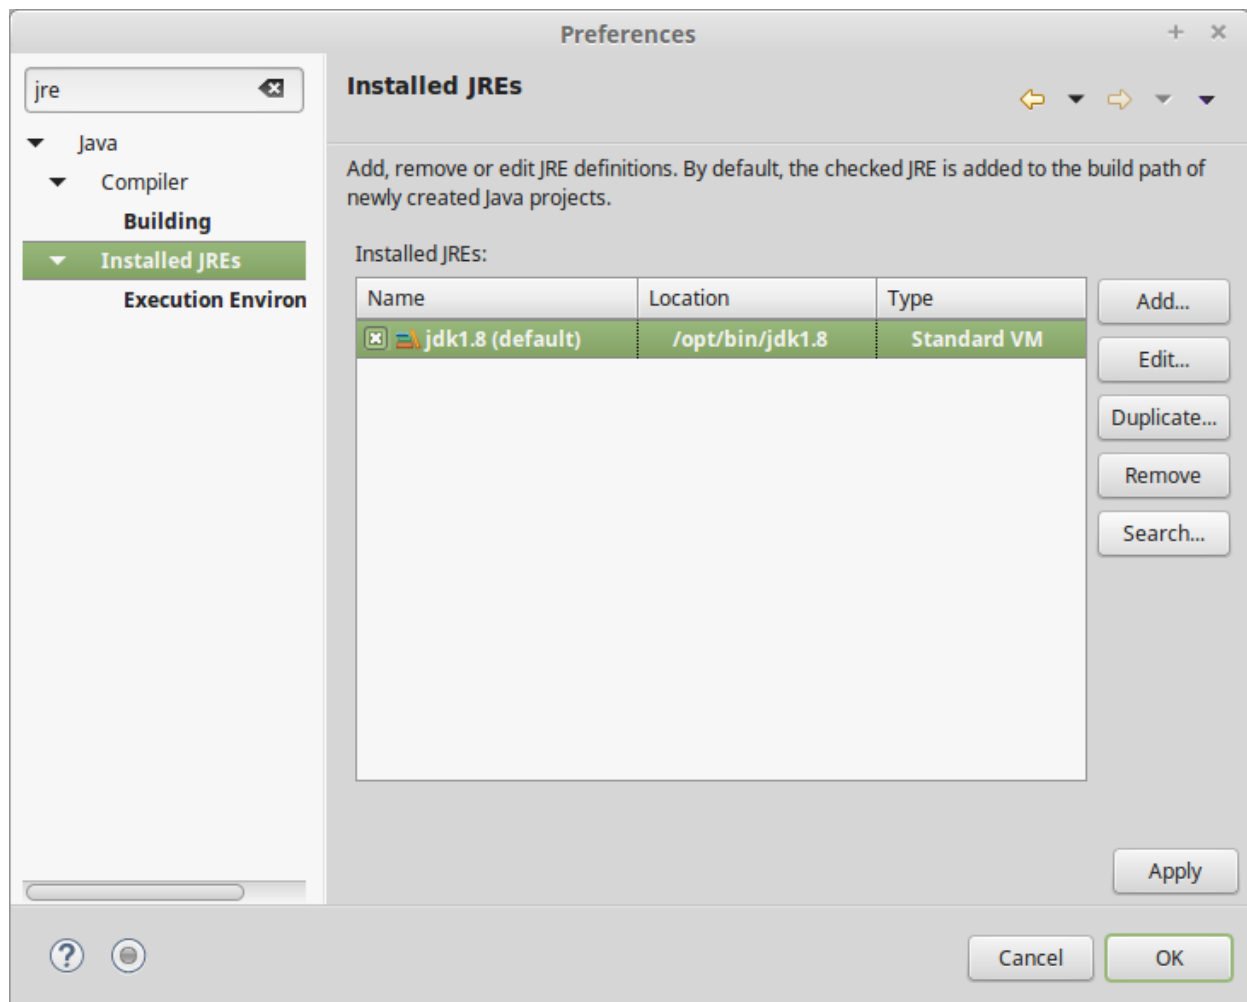 Preferences
jre
Installed JREs
Java
Compiler
Building
Installed JREs
Execution Environ
Add, remove or edit JRE definitions. By default, the checked JRE is added to the build path of
newly created Java projects.
Installed JREs:
Name Location Type
jdk1.8 (default) /opt/bin/jdk1.8 Standard VM
Add...
Edit...
Duplicate...
Remove
Search...
Apply
?
Cancel OK